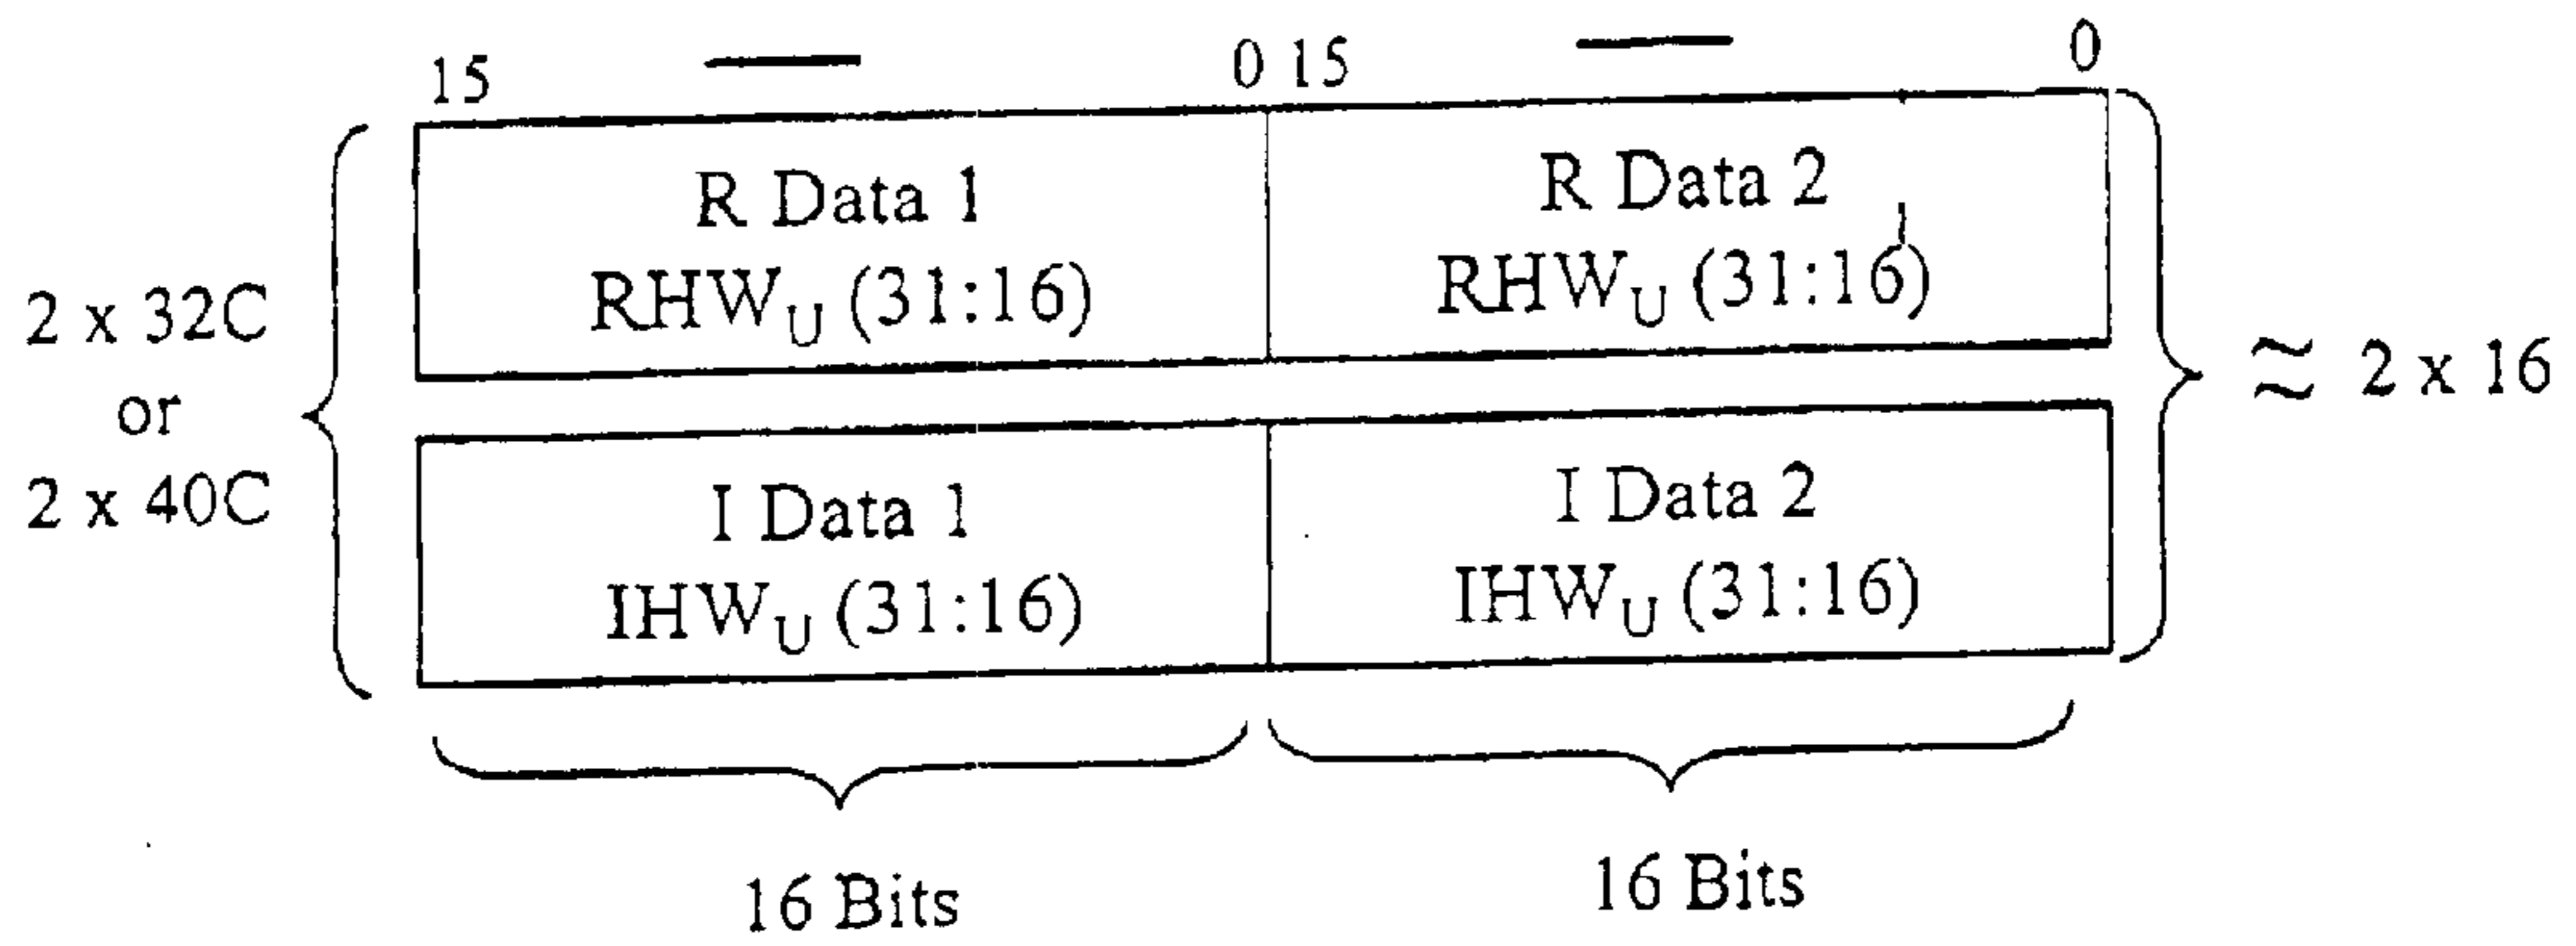 15 — 0 15 — 0
R Data 1
RHWU (31:16)
R Data 2
RHWU (31:16)
2 x 32C
or
2 x 40C
≈ 2 x 16
I Data 1
IHWU (31:16)
I Data 2
IHWU (31:16)
16 Bits
16 Bits